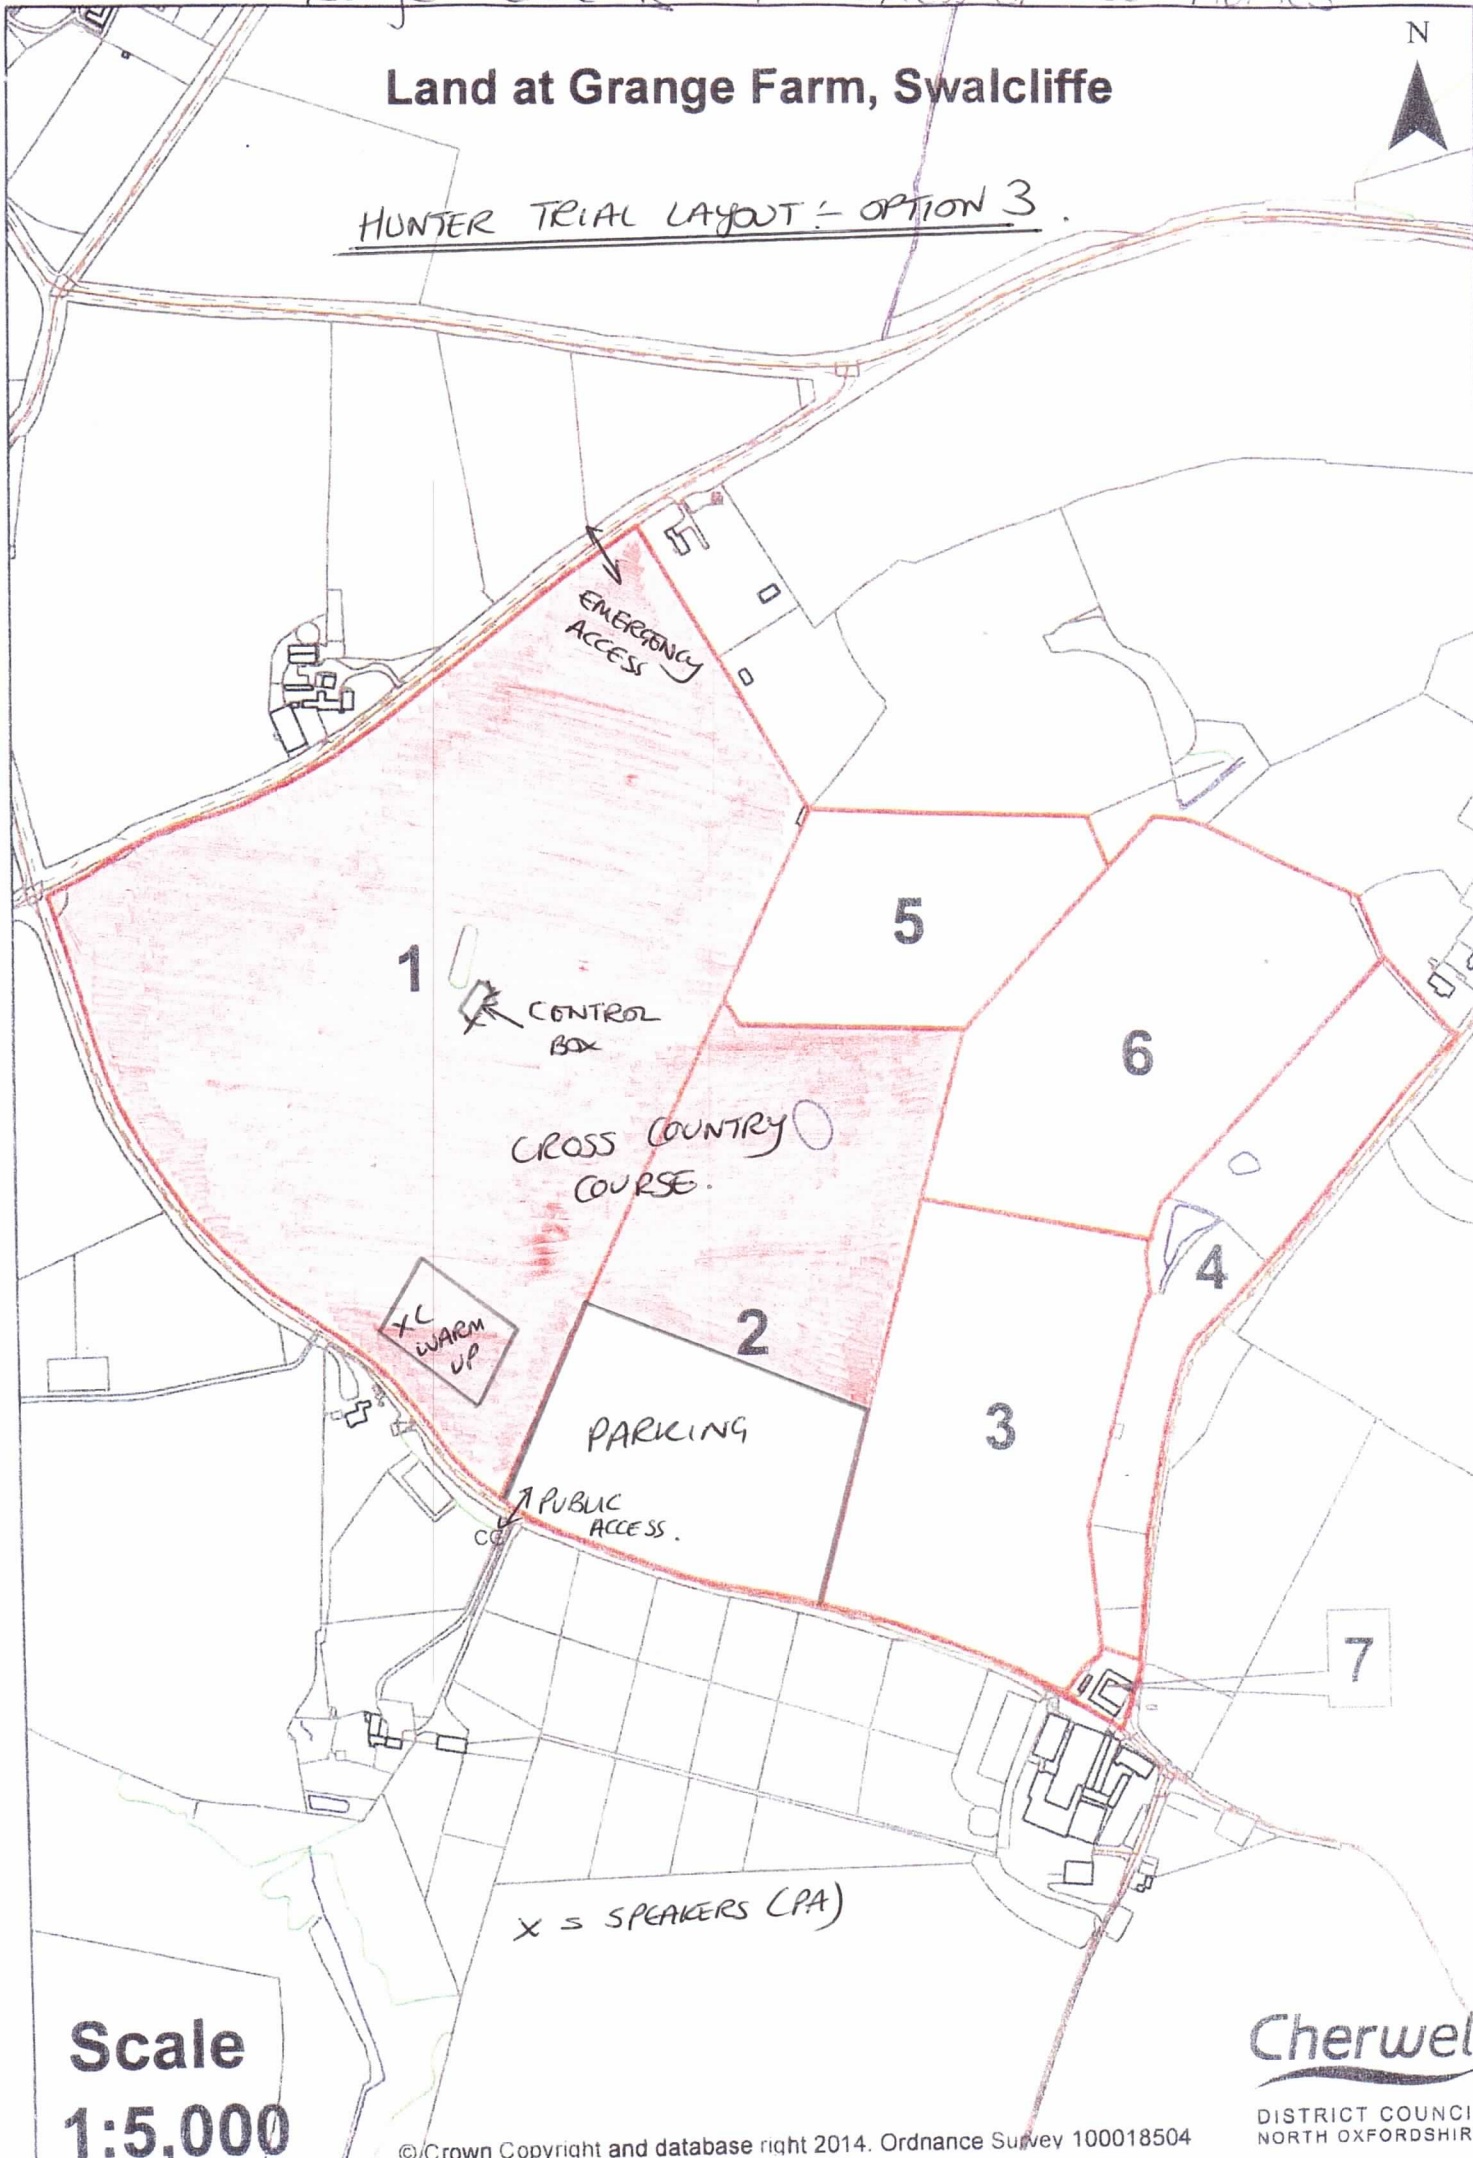 N
Land at Grange Farm, Swalcliffe
HUNTER TRIAL LAYOUT :- OPTION 3.
EMERGENCY
ACCESS
1
5
CONTROL
BOX
6
CROSS COUNTRY
COURSE.
4
XC
WARM
UP
2
3
PARKING
PUBLIC
ACCESS.
CG
7
X = SPEAKERS (PA)
Scale
1:5,000
Cherwel
DISTRICT COUNCI
NORTH OXFORDSHIR
© Crown Copyright and database right 2014. Ordnance Survey 100018504